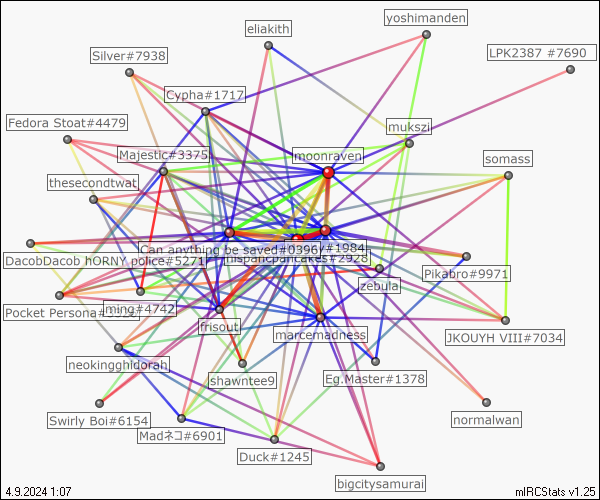 yoshimanden
eliakith
LPK2387 #7690
Silver#7938
Cypha#1717
Fedora Stoat#4479
mukszi
Majestic#3375
moonraven
somass
thesecondtwat
Can anything be saved#0396
#1984
DacobDacob hORNY police#5271
pancakes#2928
Pikabro#9971
zebula
Pocket Persona#
ming#4742
frisout
marcemadness
JKOUYH VIII#7034
neokingghidorah
shawntee9
Eg.Master#1378
Swirly Boi#6154
normalwan
Madネコ#6901
Duck#1245
bigcitysamurai
4.9.2024 1:07
mIRCStats v1.25